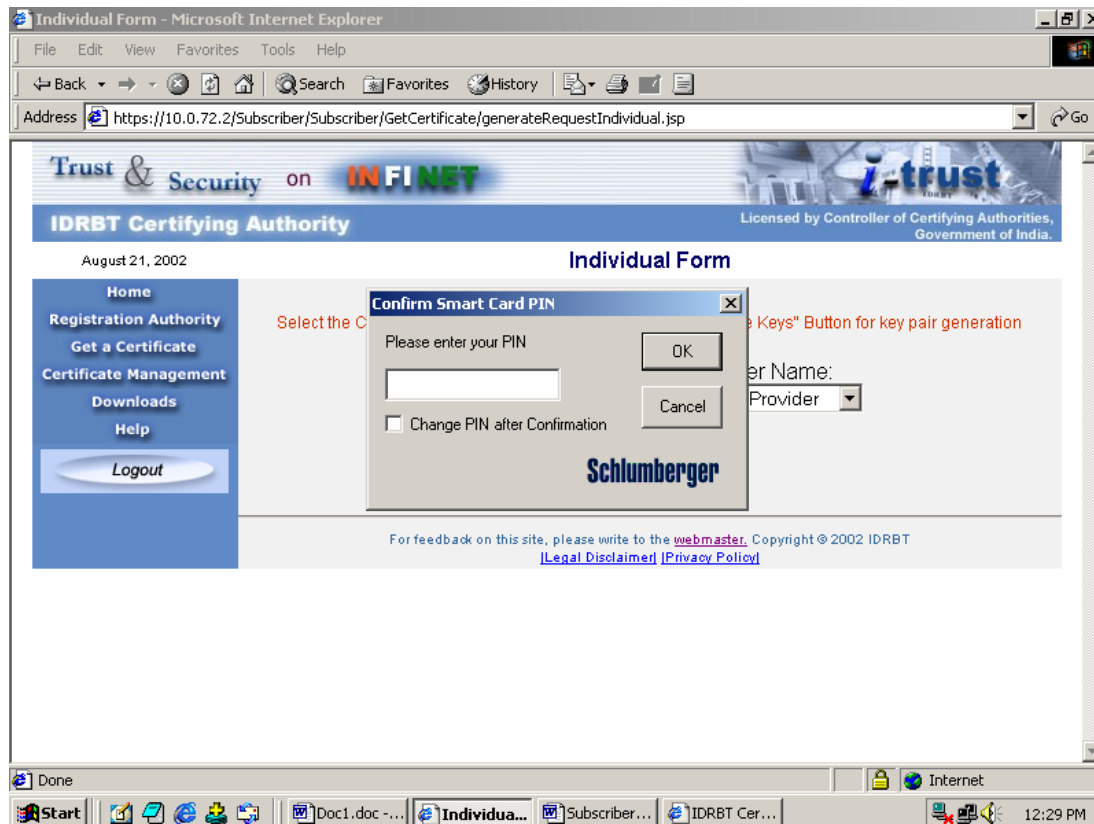 Individual Form - Microsoft Internet Explorer
File Edit View Favorites Tools Help
Back Search Favorites History
Address https://10.0.72.2/Subscriber/Subscriber/GetCertificate/generateRequestIndividual.jsp Go
Trust & Security on INFINET
i-trust
IDRBT
IDRBT Certifying Authority
Licensed by Controller of Certifying Authorities,
Government of India.
August 21, 2002
Individual Form
Home
Registration Authority
Get a Certificate
Certificate Management
Downloads
Help
Logout
Select the C
e Keys" Button for key pair generation
er Name:
Provider
Confirm Smart Card PIN
Please enter your PIN
OK
Cancel
Change PIN after Confirmation
Schlumberger
For feedback on this site, please write to the webmaster. Copyright © 2002 IDRBT
|Legal Disclaimer| |Privacy Policy|
Done
Internet
Start Doc1.doc -... Individua... Subscriber... IDRBT Cer... 12:29 PM